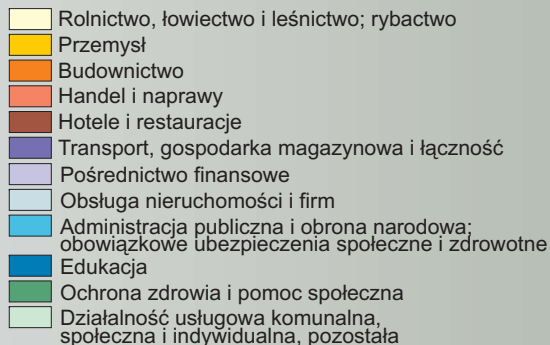 Rolnictwo, łowiectwo i leśnictwo; rybactwo
Przemysł
Budownictwo
Handel i naprawy
Hotele i restauracje
Transport, gospodarka magazynowa i łączność
Pośrednictwo finansowe
Obsługa nieruchomości i firm
Administracja publiczna i obrona narodowa;
obowiązkowe ubezpieczenia społeczne i zdrowotne
Edukacja
Ochrona zdrowia i pomoc społeczna
Działalność usługowa komunalna,
społeczna i indywidualna, pozostała